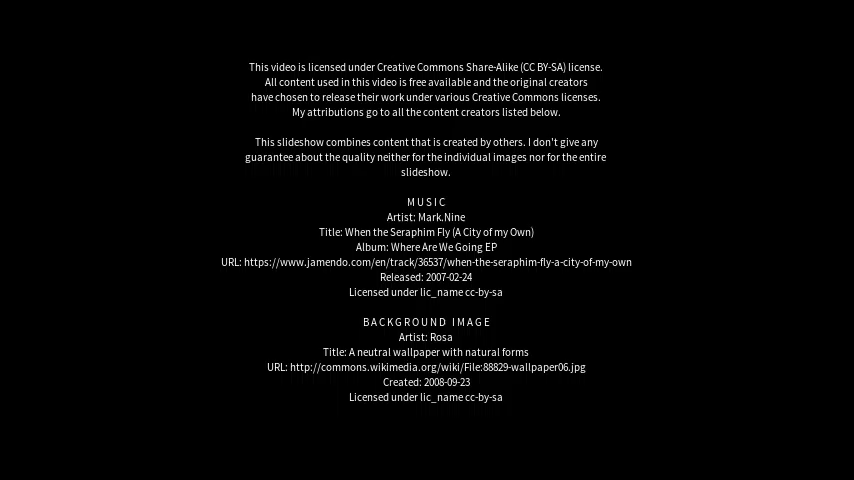 This video is licensed under Creative Commons Share-Alike (CC BY-SA) license.
All content used in this video is free available and the original creators
have chosen to release their work under various Creative Commons licenses.
My attributions go to all the content creators listed below.
This slideshow combines content that is created by others. I don't give any
guarantee about the quality neither for the individual images nor for the entire
slideshow.
MUSIC
Artist: Mark.Nine
Title: When the Seraphim Fly (A City of my Own)
Album: Where Are We Going EP
URL: https://www.jamendo.com/en/track/36537/when-the-seraphim-fly-a-city-of-my-own
Released: 2007-02-24
Licensed under lic_name cc-by-sa
BACKGROUND IMAGE
Artist: Rosa
Title: A neutral wallpaper with natural forms
URL: http://commons.wikimedia.org/wiki/File:88829-wallpaper06.jpg
Created: 2008-09-23
Licensed under lic_name cc-by-sa